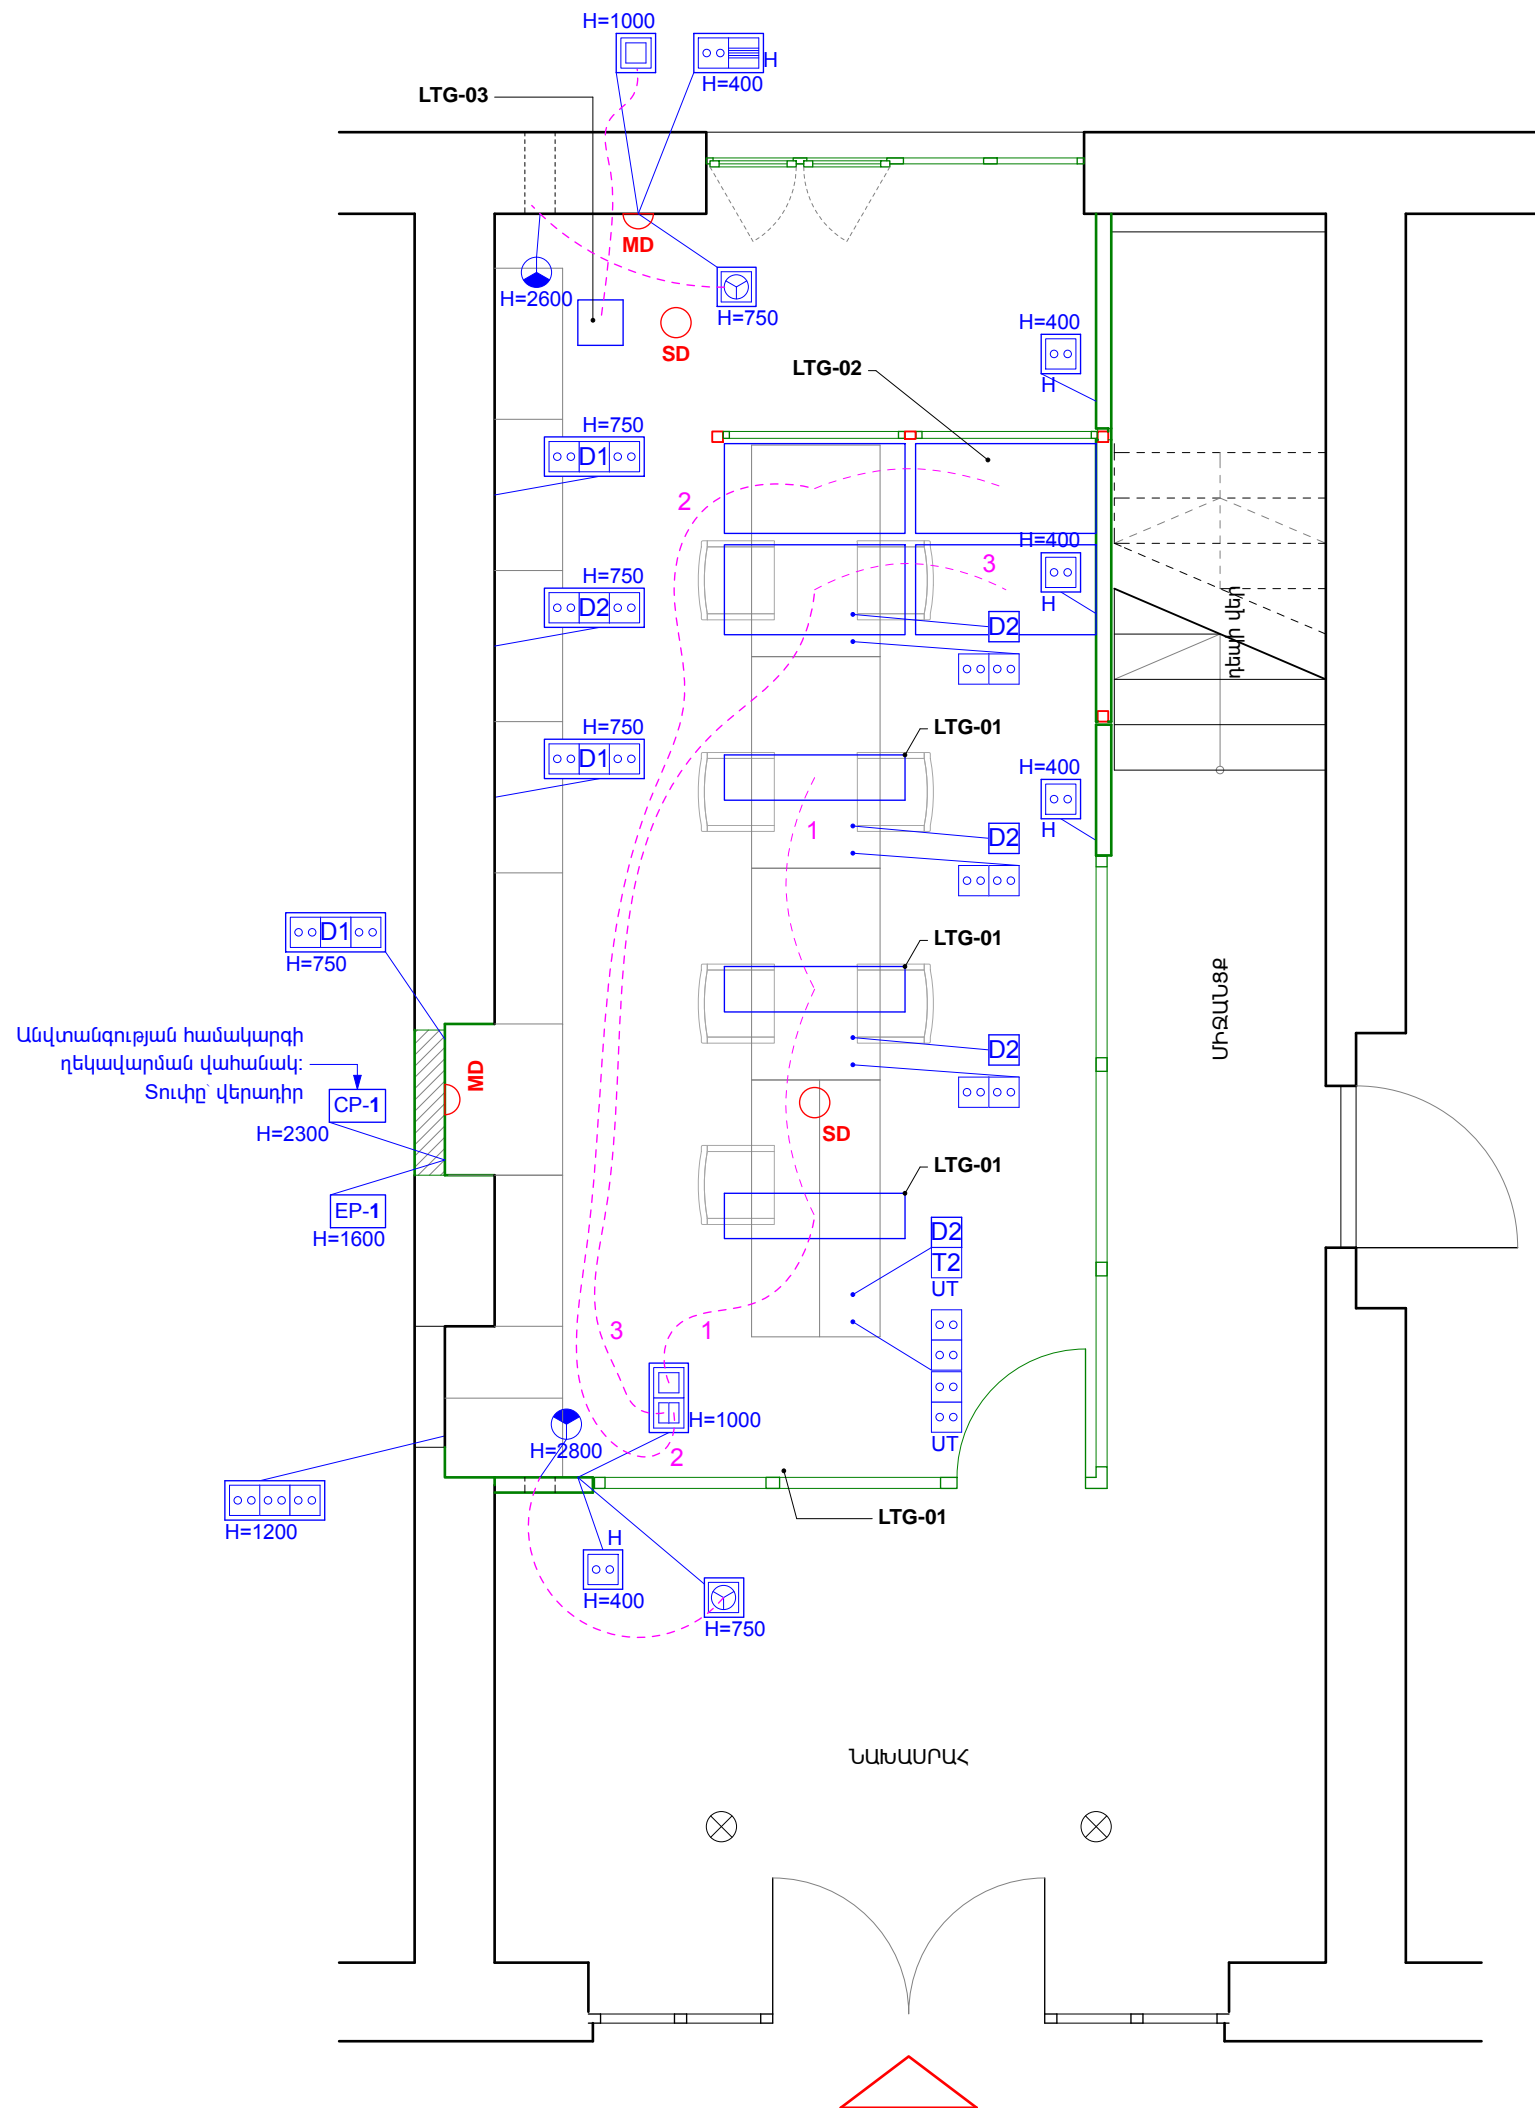 H=1000
H
H=400
LTG-03
MD
H=2600
H=750
SD
H=400
H
LTG-02
H=750
D1
2
H=400
H
3
H=750
D2
D2
դեպի վեր
LTG-01
H=750
D1
H=400
H
1
D2
D1
H=750
LTG-01
ՄԻՋԱՆՑՔ
Անվտանգության համակարգի
ղեկավարման վահանակ:
Տուփը՝ վերադիր
MD
D2
CP-1
H=2300
SD
LTG-01
EP-1
H=1600
D2
T2
UT
3
1
H=1000
H=2800
UT
2
H=1200
LTG-01
H
H=400
H=750
ՆԱԽԱՍՐԱՀ